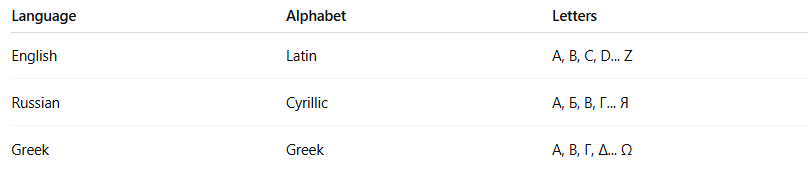 Language Alphabet Letters
English Latin A, B, C, D... Z
Russian Cyrillic А, Б, В, Г... Я
Greek Greek Α, Β, Γ, Δ... Ω